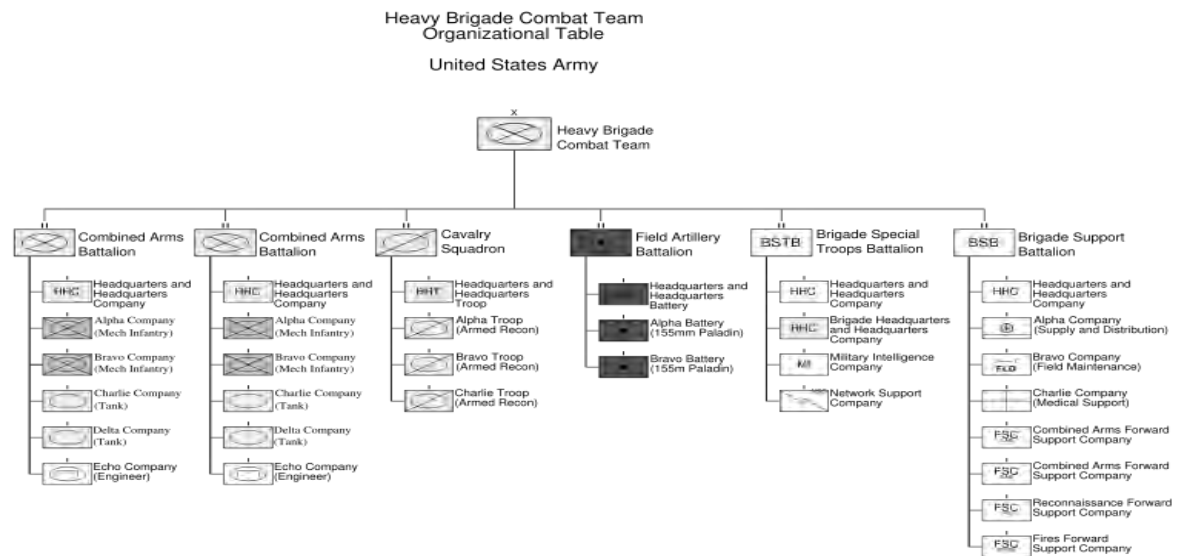 Heavy Brigade Combat Team
Organizational Table
United States Army
X
Heavy Brigade
Combat Team
Combined Arms
Battalion
HHC
Headquarters and
Headquarters
Company
Alpha Company
(Mech Infantry)
Bravo Company
(Mech Infantry)
Charlie Company
(Tank)
Delta Company
(Tank)
Echo Company
(Engineer)
Combined Arms
Battalion
HHC
Headquarters and
Headquarters
Company
Alpha Company
(Mech Infantry)
Bravo Company
(Mech Infantry)
Charlie Company
(Tank)
Delta Company
(Tank)
Echo Company
(Engineer)
Cavalry
Squadron
HHT
Headquarters and
Headquarters
Troop
Alpha Troop
(Armed Recon)
Bravo Troop
(Armed Recon)
Charlie Troop
(Armed Recon)
Field Artillery
Battalion
Headquarters and
Headquarters
Battery
Alpha Battery
(155mm Paladin)
Bravo Battery
(155m Paladin)
BSTB
Brigade Special
Troops Battalion
HHC
Headquarters and
Headquarters
Company
HHC
Brigade Headquarters
and Headquarters
Company
MI
Military Intelligence
Company
Network Support
Company
BSB
Brigade Support
Battalion
HHC
Headquarters and
Headquarters
Company
Alpha Company
(Supply and Distribution)
Bravo Company
(Field Maintenance)
Charlie Company
(Medical Support)
FSC
Combined Arms Forward
Support Company
FSC
Combined Arms Forward
Support Company
FSC
Reconnaissance Forward
Support Company
FSC
Fires Forward
Support Company